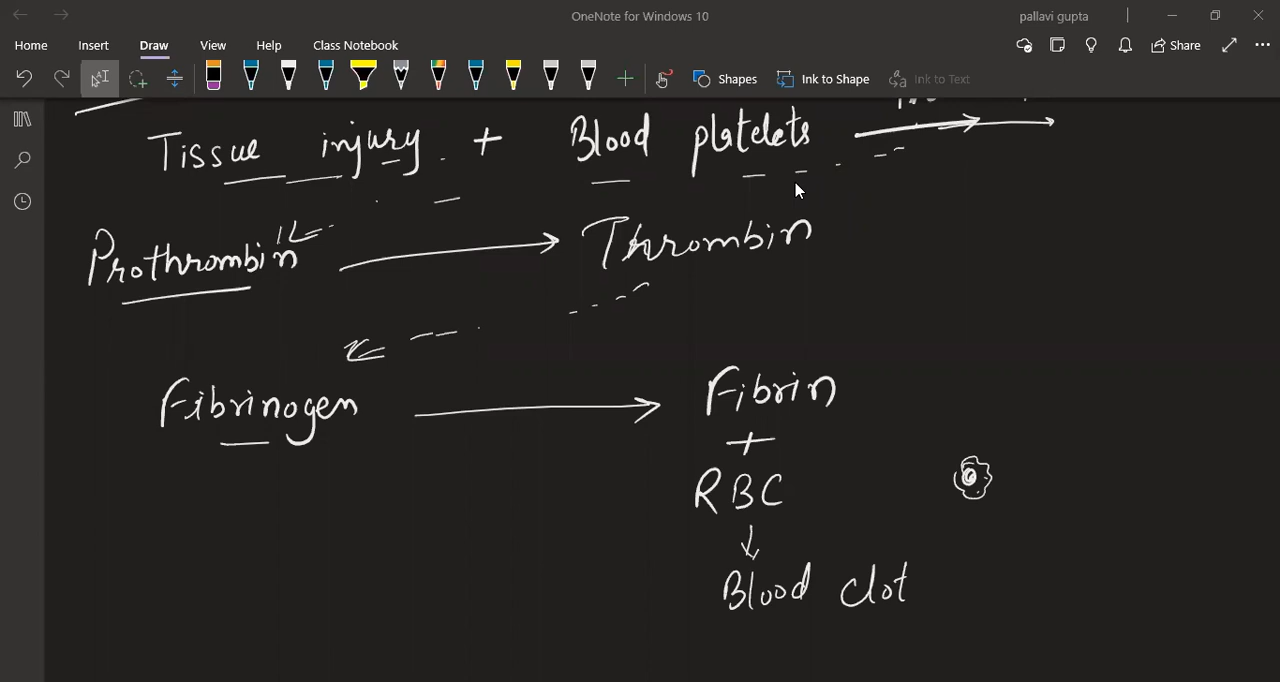 OneNote for Windows 10
pallavi gupta
Home Insert Draw View Help Class Notebook
Share
Shapes Ink to Shape Ink to Text
Tissue injury + Blood platelets
Prothrombin → Thrombin
Fibrinogen → Fibrin
+
RBC
↓
Blood clot